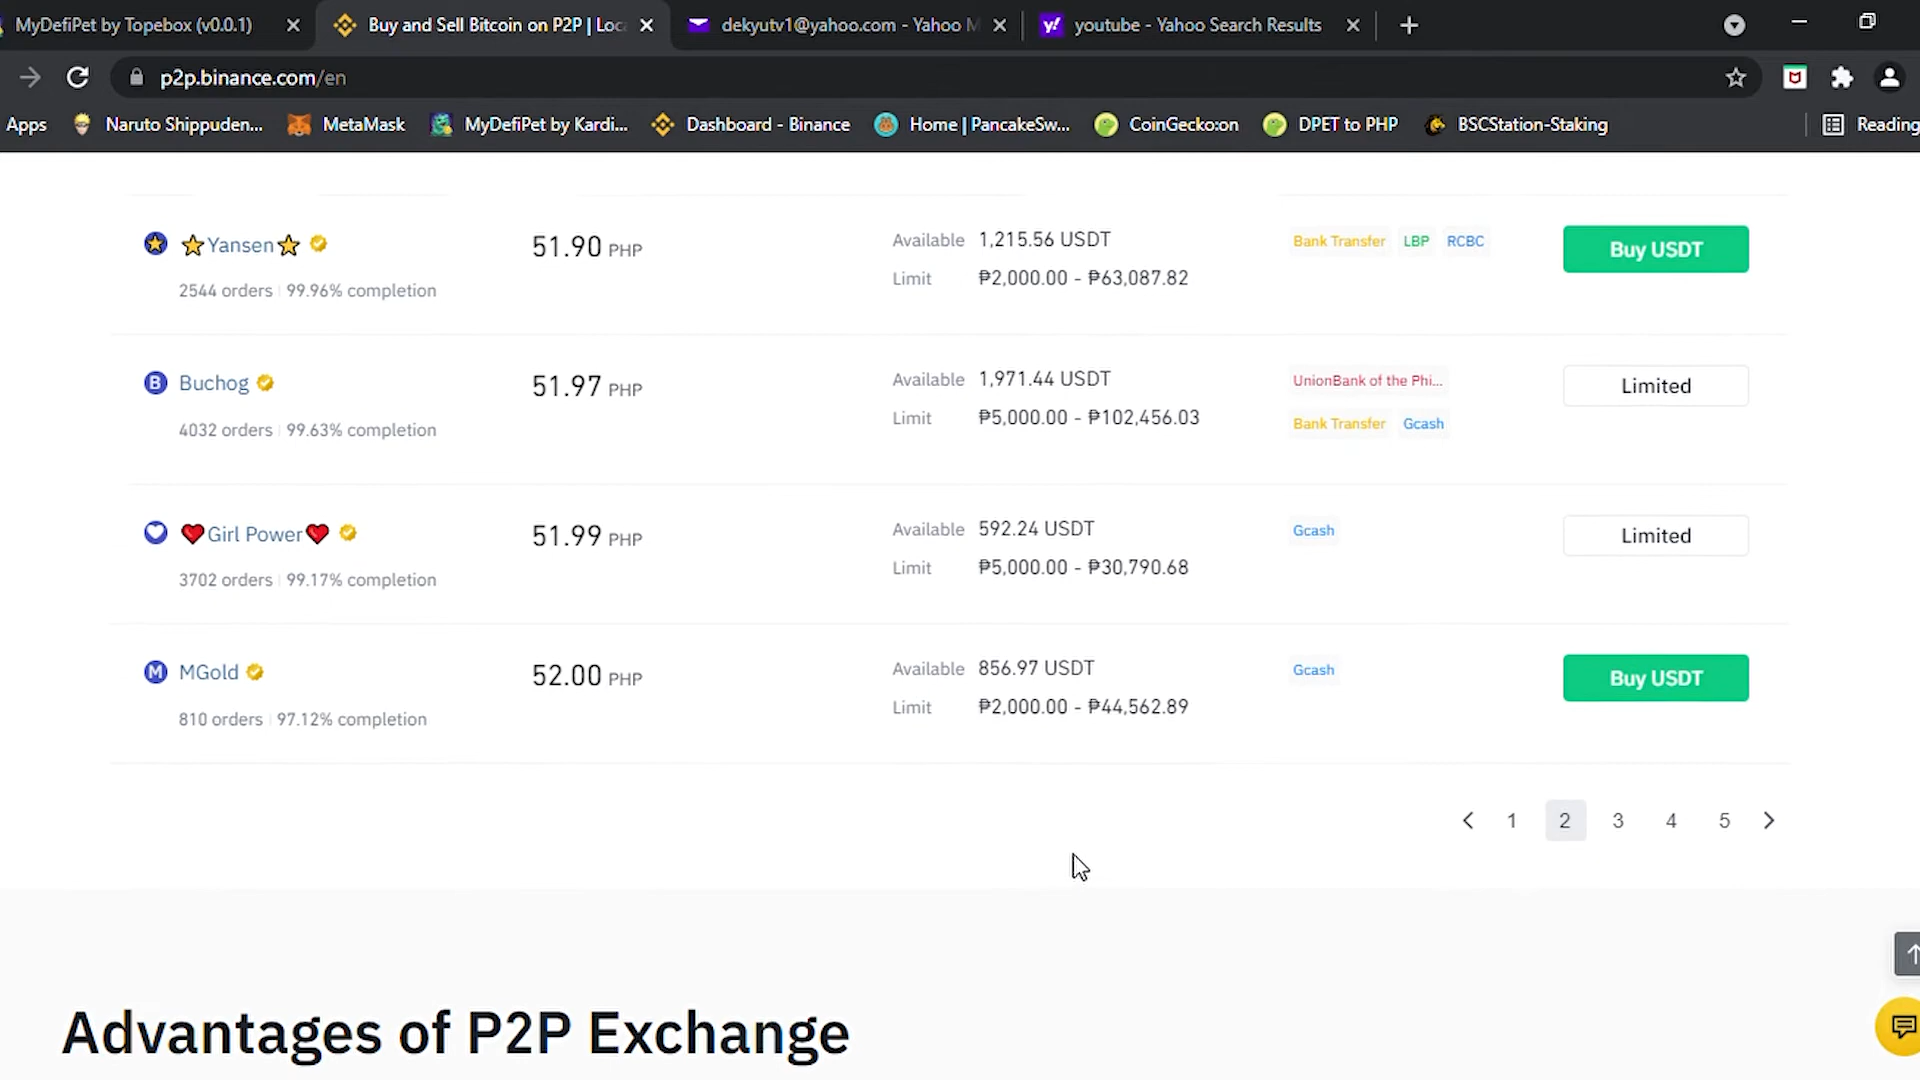 MyDefiPet by Topebox (v0.0.1)
Buy and Sell Bitcoin on P2P | Loc
dekyutv1@yahoo.com - Yahoo M
youtube - Yahoo Search Results
p2p.binance.com/en
Apps
Naruto Shippuden...
MetaMask
MyDefiPet by Kardi...
Dashboard - Binance
Home | PancakeSw...
CoinGecko:on
DPET to PHP
BSCStation-Staking
Reading
Yansen
51.90 PHP
Available 1,215.56 USDT
Bank Transfer LBP RCBC
Buy USDT
2544 orders | 99.96% completion
Limit ₱2,000.00 - ₱63,087.82
B Buchog
51.97 PHP
Available 1,971.44 USDT
UnionBank of the Phi...
Limited
4032 orders | 99.63% completion
Limit ₱5,000.00 - ₱102,456.03
Bank Transfer Gcash
Girl Power
51.99 PHP
Available 592.24 USDT
Gcash
Limited
3702 orders | 99.17% completion
Limit ₱5,000.00 - ₱30,790.68
M MGold
52.00 PHP
Available 856.97 USDT
Gcash
Buy USDT
810 orders | 97.12% completion
Limit ₱2,000.00 - ₱44,562.89
1 2 3 4 5
Advantages of P2P Exchange